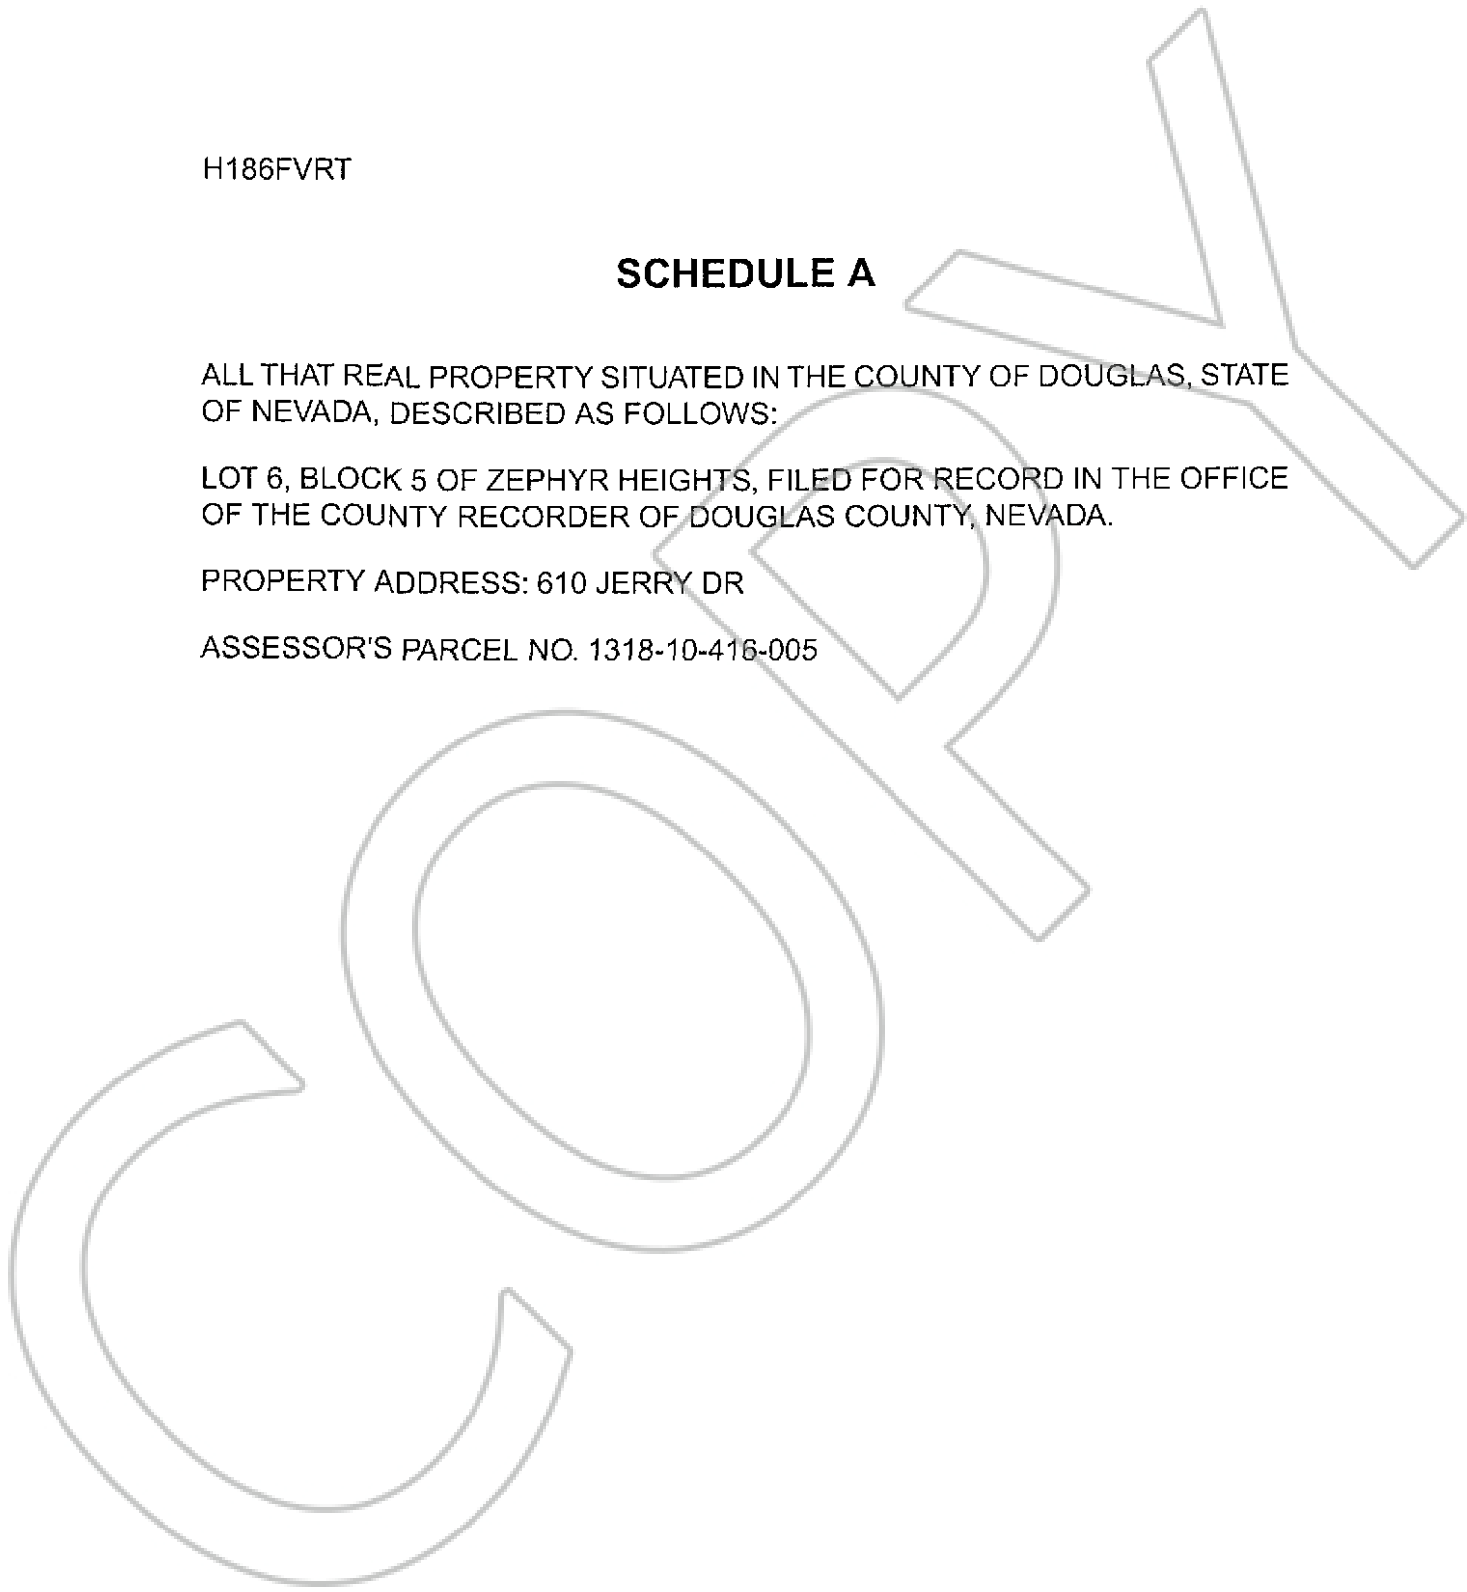 H186FVRT
SCHEDULE A
ALL THAT REAL PROPERTY SITUATED IN THE COUNTY OF DOUGLAS, STATE
OF NEVADA, DESCRIBED AS FOLLOWS:
LOT 6, BLOCK 5 OF ZEPHYR HEIGHTS, FILED FOR RECORD IN THE OFFICE
OF THE COUNTY RECORDER OF DOUGLAS COUNTY, NEVADA.
PROPERTY ADDRESS: 610 JERRY DR
ASSESSOR'S PARCEL NO. 1318-10-416-005
COPY